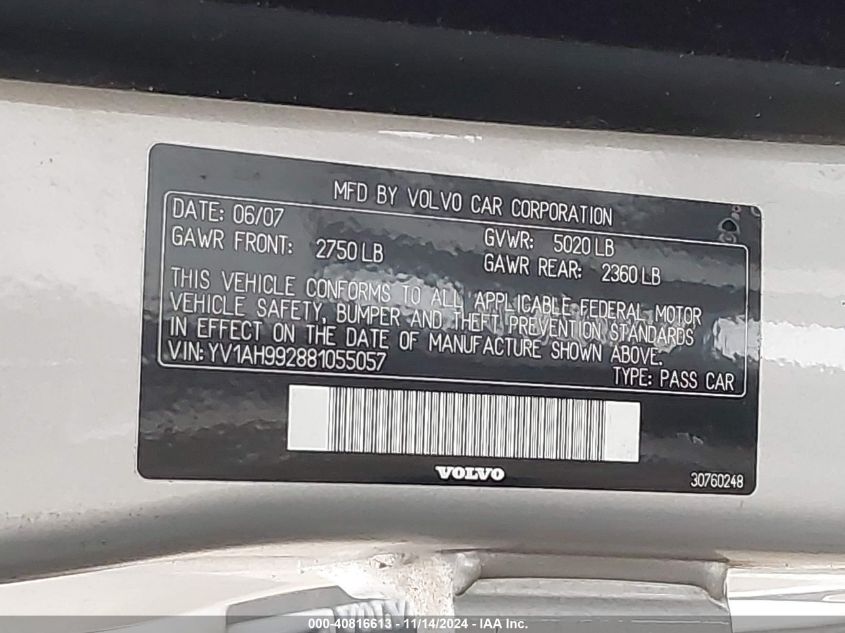 MFD BY VOLVO CAR CORPORATION
DATE: 06/07
GVWR: 5020 LB
GAWR FRONT: 2750 LB
GAWR REAR: 2360 LB
THIS VEHICLE CONFORMS TO ALL APPLICABLE FEDERAL MOTOR
VEHICLE SAFETY, BUMPER AND THEFT PREVENTION STANDARDS
IN EFFECT ON THE DATE OF MANUFACTURE SHOWN ABOVE.
VIN: YV1AH992881055057
TYPE: PASS CAR
VOLVO
30760248
000-40816613 - 11/14/2024 - IAA Inc.